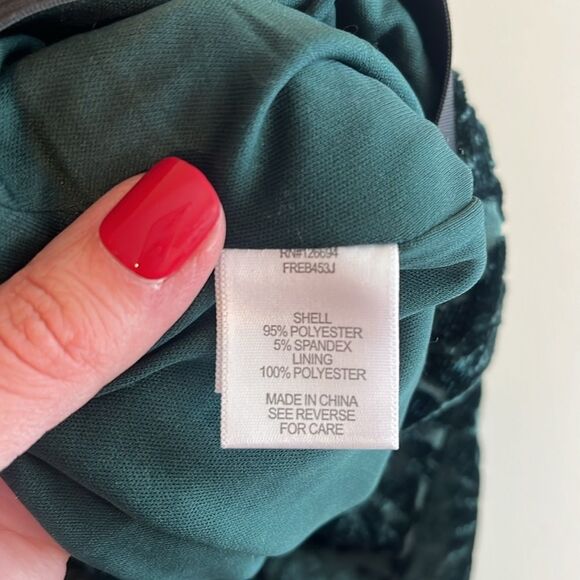 RN#126694
FREB453J
SHELL
95% POLYESTER
5% SPANDEX
LINING
100% POLYESTER
MADE IN CHINA
SEE REVERSE
FOR CARE